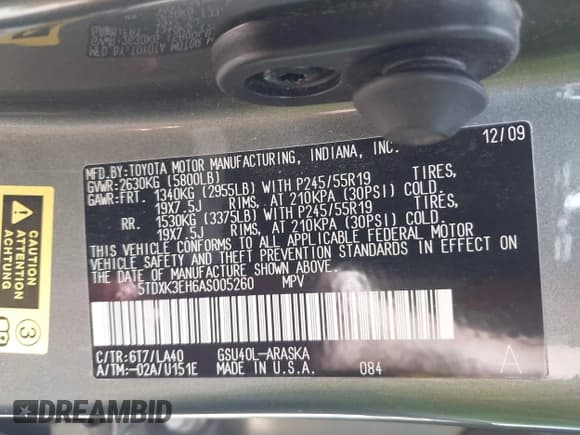 12/09
MFD.BY:TOYOTA MOTOR MANUFACTURING, INDIANA, INC.
GVWR:2630KG (5800LB)
GAWR:FRT. 1340KG (2955LB) WITH P245/55R19 TIRES,
19X7.5J RIMS, AT 210KPA (30PSI) COLD.
RR. 1530KG (3375LB) WITH P245/55R19 TIRES,
19X7.5J RIMS, AT 210KPA (30PSI) COLD.
THIS VEHICLE CONFORMS TO ALL APPLICABLE FEDERAL MOTOR
VEHICLE SAFETY AND THEFT PREVENTION STANDARDS IN EFFECT ON
THE DATE OF MANUFACTURE SHOWN ABOVE.
5TDXK3EH6AS005260 MPV
C/TR:6T7/LA40 GSU40L-ARASKA
A/TM:-02A/U151E MADE IN U.S.A. 084
A
CAUTION
3
DREAMBID